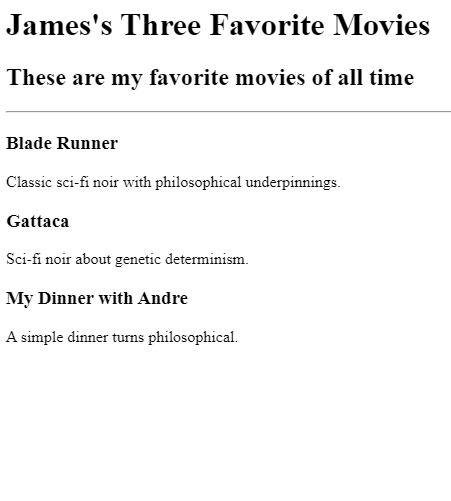 James's Three Favorite Movies
These are my favorite movies of all time
Blade Runner
Classic sci-fi noir with philosophical underpinnings.
Gattaca
Sci-fi noir about genetic determinism.
My Dinner with Andre
A simple dinner turns philosophical.